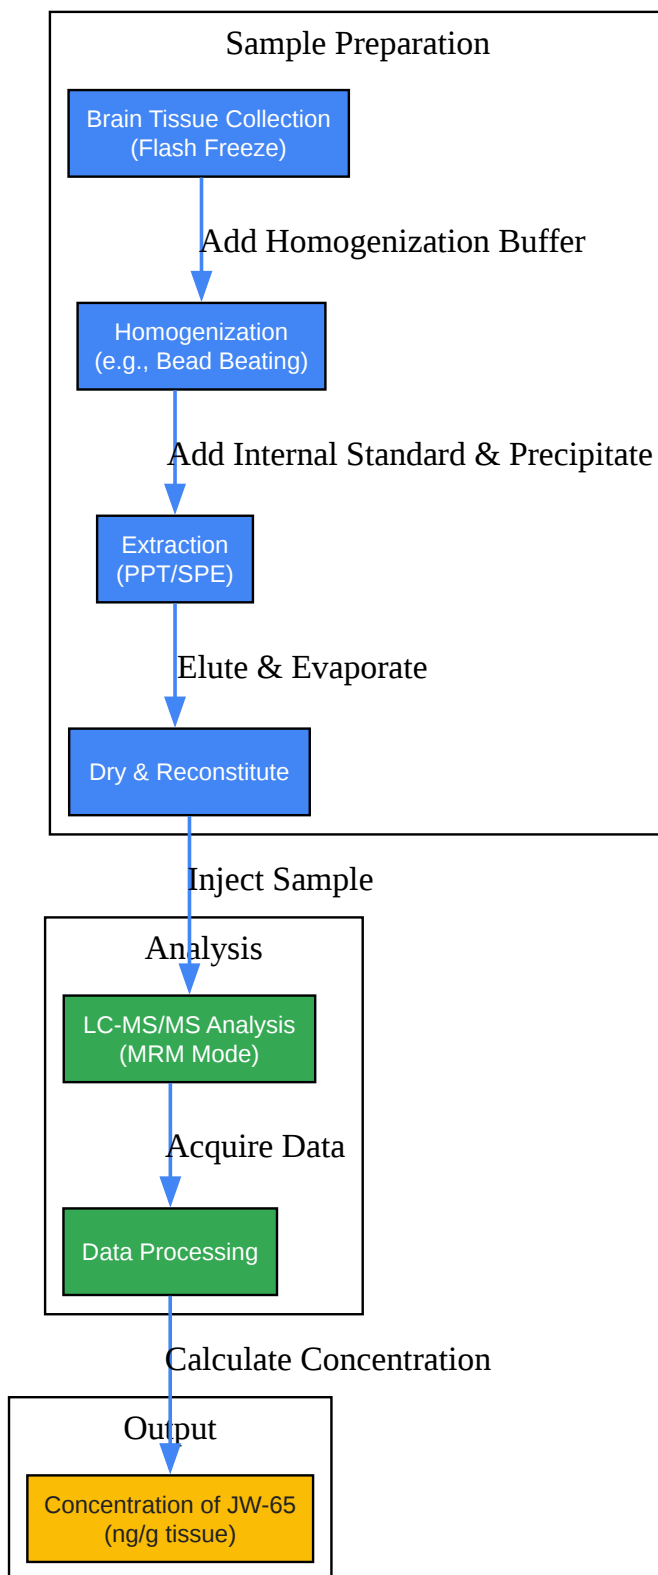 Sample Preparation
Brain Tissue Collection
(Flash Freeze)
Add Homogenization Buffer
Homogenization
(e.g., Bead Beating)
Add Internal Standard & Precipitate
Extraction
(PPT/SPE)
Elute & Evaporate
Dry & Reconstitute
Inject Sample
Analysis
LC-MS/MS Analysis
(MRM Mode)
Acquire Data
Data Processing
Calculate Concentration
Output
Concentration of JW-65
(ng/g tissue)